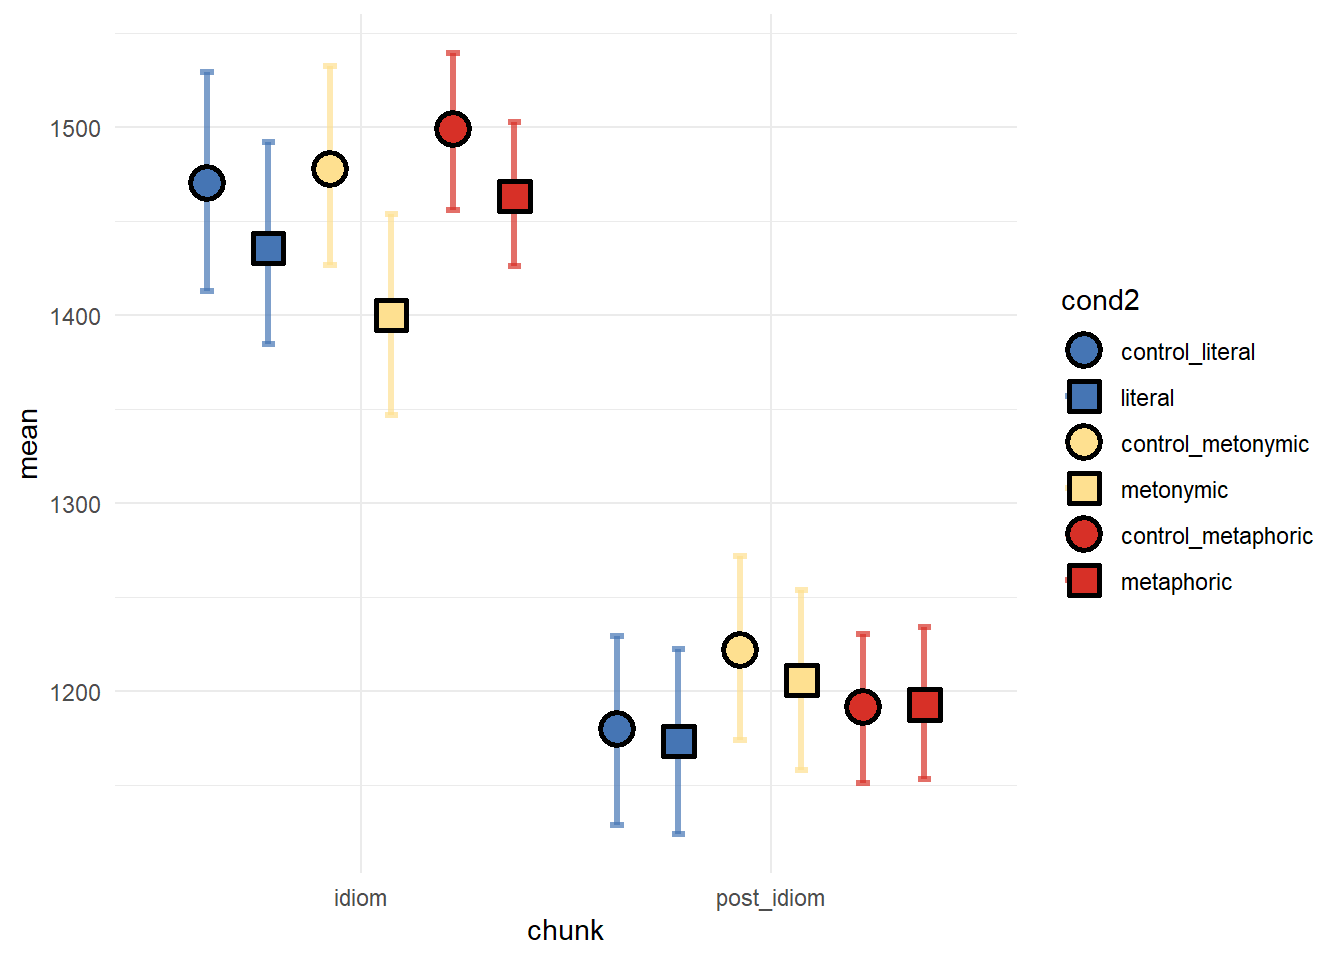 1500
1400
1300
1200
mean
idiom
post_idiom
chunk
cond2
control_literal
literal
control_metonymic
metonymic
control_metaphoric
metaphoric